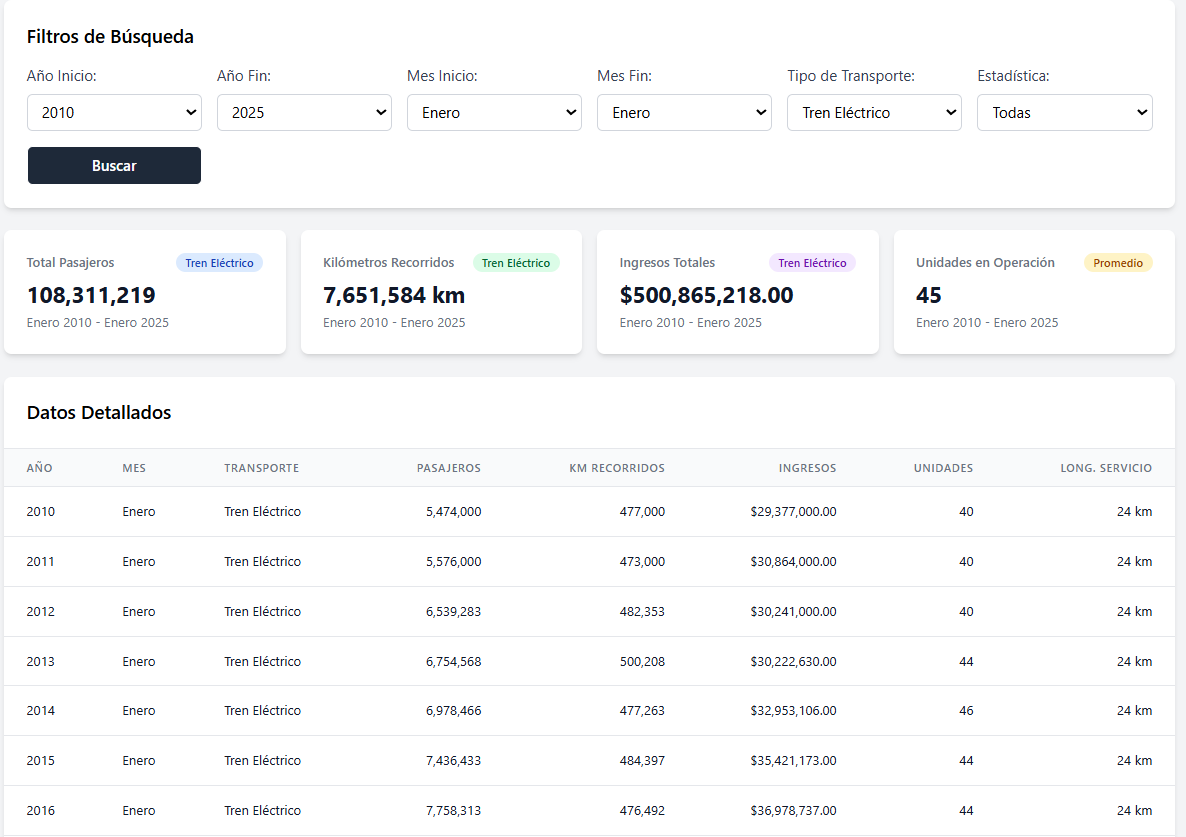 Filtros de Búsqueda
Año Inicio: Año Fin: Mes Inicio: Mes Fin: Tipo de Transporte: Estadística:
2010 2025 Enero Enero Tren Eléctrico Todas
Buscar
Total Pasajeros Tren Eléctrico Kilómetros Recorridos Tren Eléctrico Ingresos Totales Tren Eléctrico Unidades en Operación Promedio
108,311,219 7,651,584 km $500,865,218.00 45
Enero 2010 - Enero 2025 Enero 2010 - Enero 2025 Enero 2010 - Enero 2025 Enero 2010 - Enero 2025
Datos Detallados
AÑO MES TRANSPORTE PASAJEROS KM RECORRIDOS INGRESOS UNIDADES LONG. SERVICIO
2010 Enero Tren Eléctrico 5,474,000 477,000 $29,377,000.00 40 24 km
2011 Enero Tren Eléctrico 5,576,000 473,000 $30,864,000.00 40 24 km
2012 Enero Tren Eléctrico 6,539,283 482,353 $30,241,000.00 40 24 km
2013 Enero Tren Eléctrico 6,754,568 500,208 $30,222,630.00 44 24 km
2014 Enero Tren Eléctrico 6,978,466 477,263 $32,953,106.00 46 24 km
2015 Enero Tren Eléctrico 7,436,433 484,397 $35,421,173.00 44 24 km
2016 Enero Tren Eléctrico 7,758,313 476,492 $36,978,737.00 44 24 km